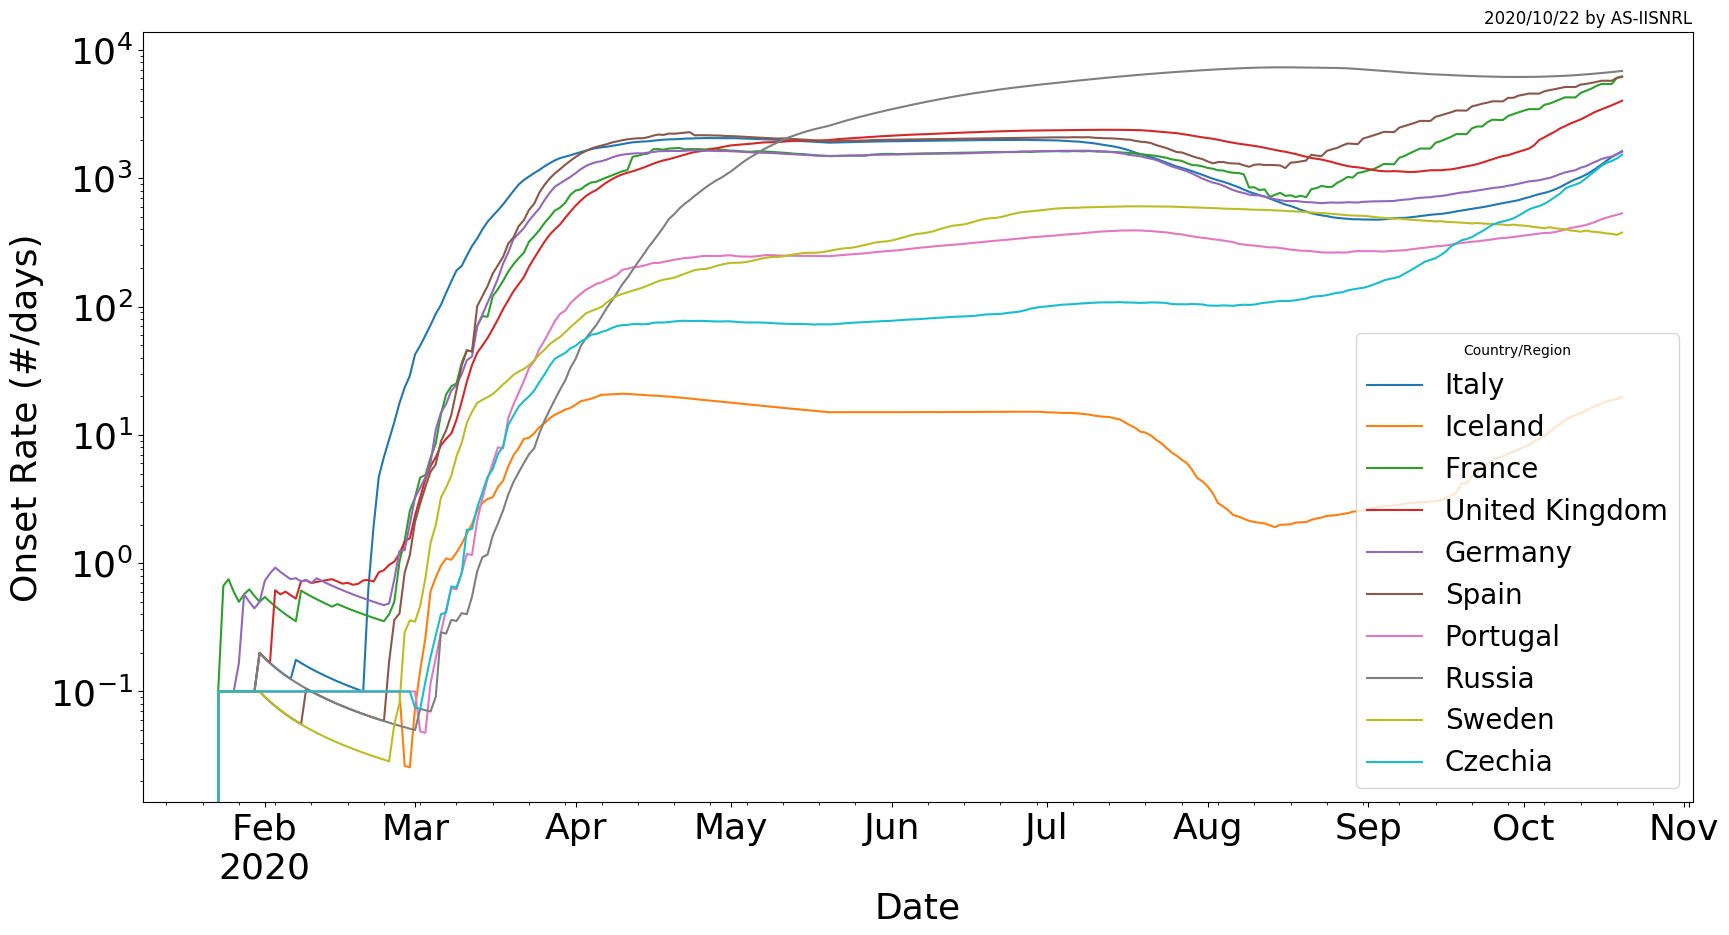 2020/10/22 by AS-IISNRL
10^4
10^3
10^2
10^1
10^0
10^{-1}
Onset Rate (#/days)
Country/Region
Italy
Iceland
France
United Kingdom
Germany
Spain
Portugal
Russia
Sweden
Czechia
Feb Mar Apr May Jun Jul Aug Sep Oct Nov
2020
Date